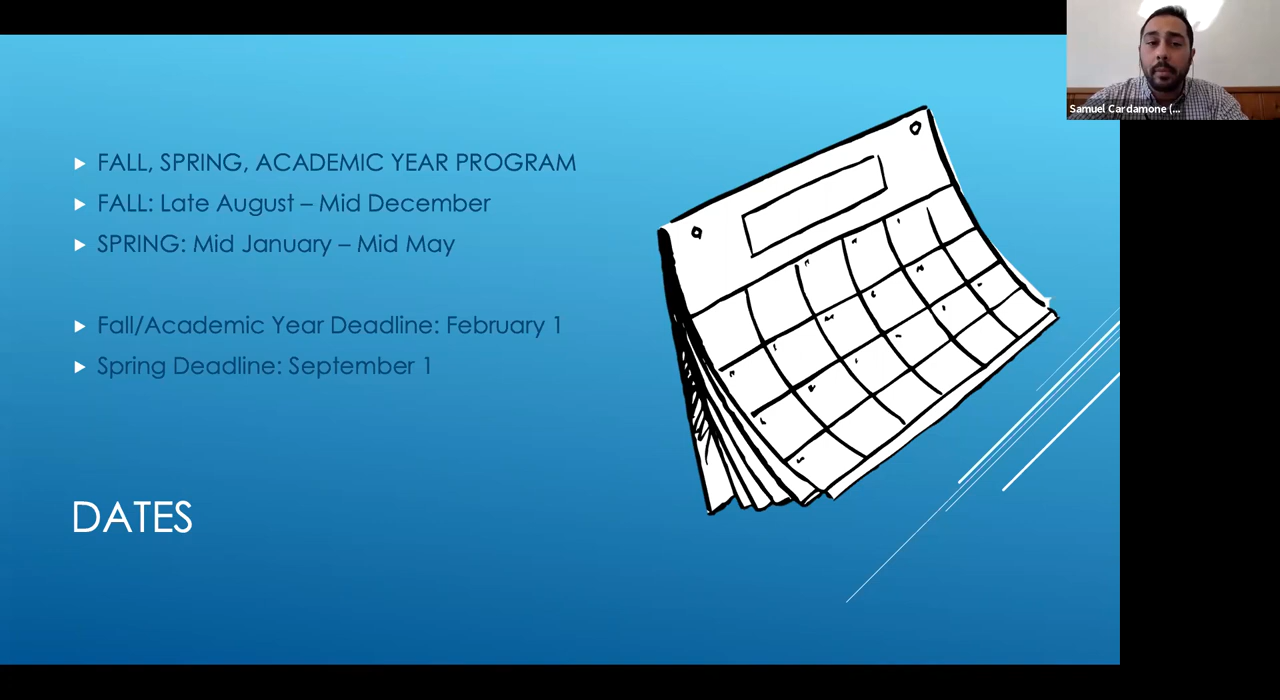 Samuel Cardamone (...
FALL, SPRING, ACADEMIC YEAR PROGRAM
FALL: Late August – Mid December
SPRING: Mid January – Mid May
Fall/Academic Year Deadline: February 1
Spring Deadline: September 1
DATES